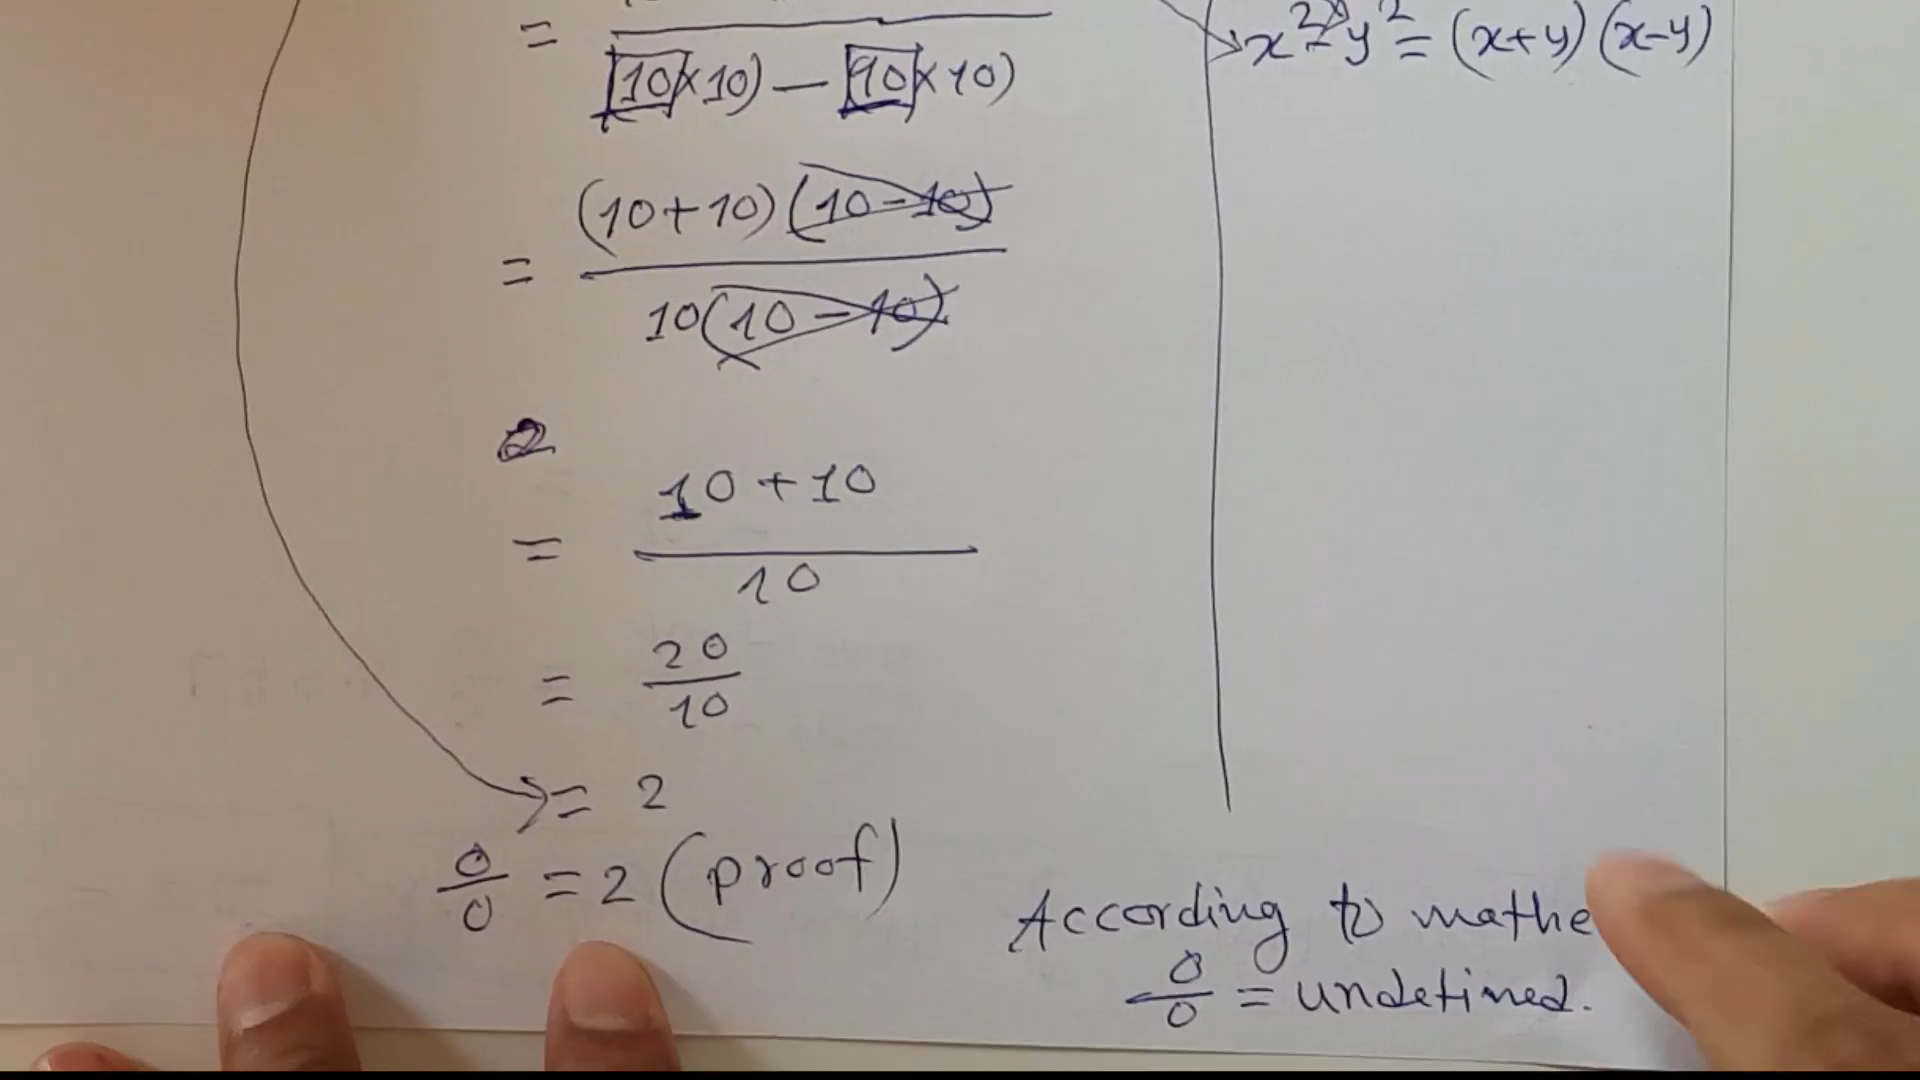 x² - y² = (x+y)(x-y)
=
(10×10) — (10×10)
(10+10)(10-10)
=
10(10-10)
2
10+10
=
10
20
=
10
= 2
0/0 = 2 (proof)
According to mathe
0/0 = undefined.